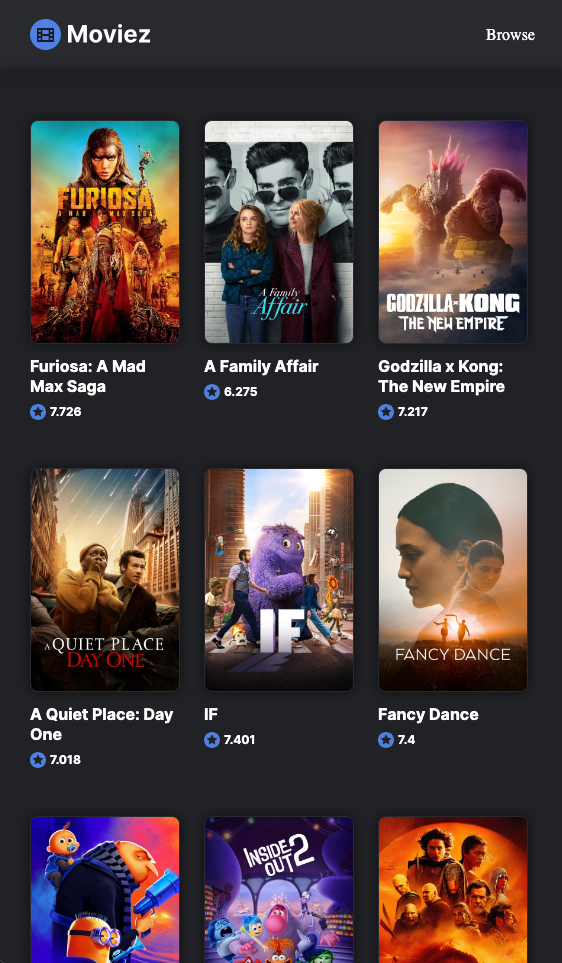 Moviez
Browse
FURIOSA
A MAD MAX SAGA
A Family
Affair
GODZILLA x KONG
THE NEW EMPIRE
Furiosa: A Mad
Max Saga
7.726
A Family Affair
6.275
Godzilla x Kong:
The New Empire
7.217
A QUIET PLACE
DAY ONE
IF
FANCY DANCE
A Quiet Place: Day
One
7.018
IF
7.401
Fancy Dance
7.4
INSIDE
OUT 2